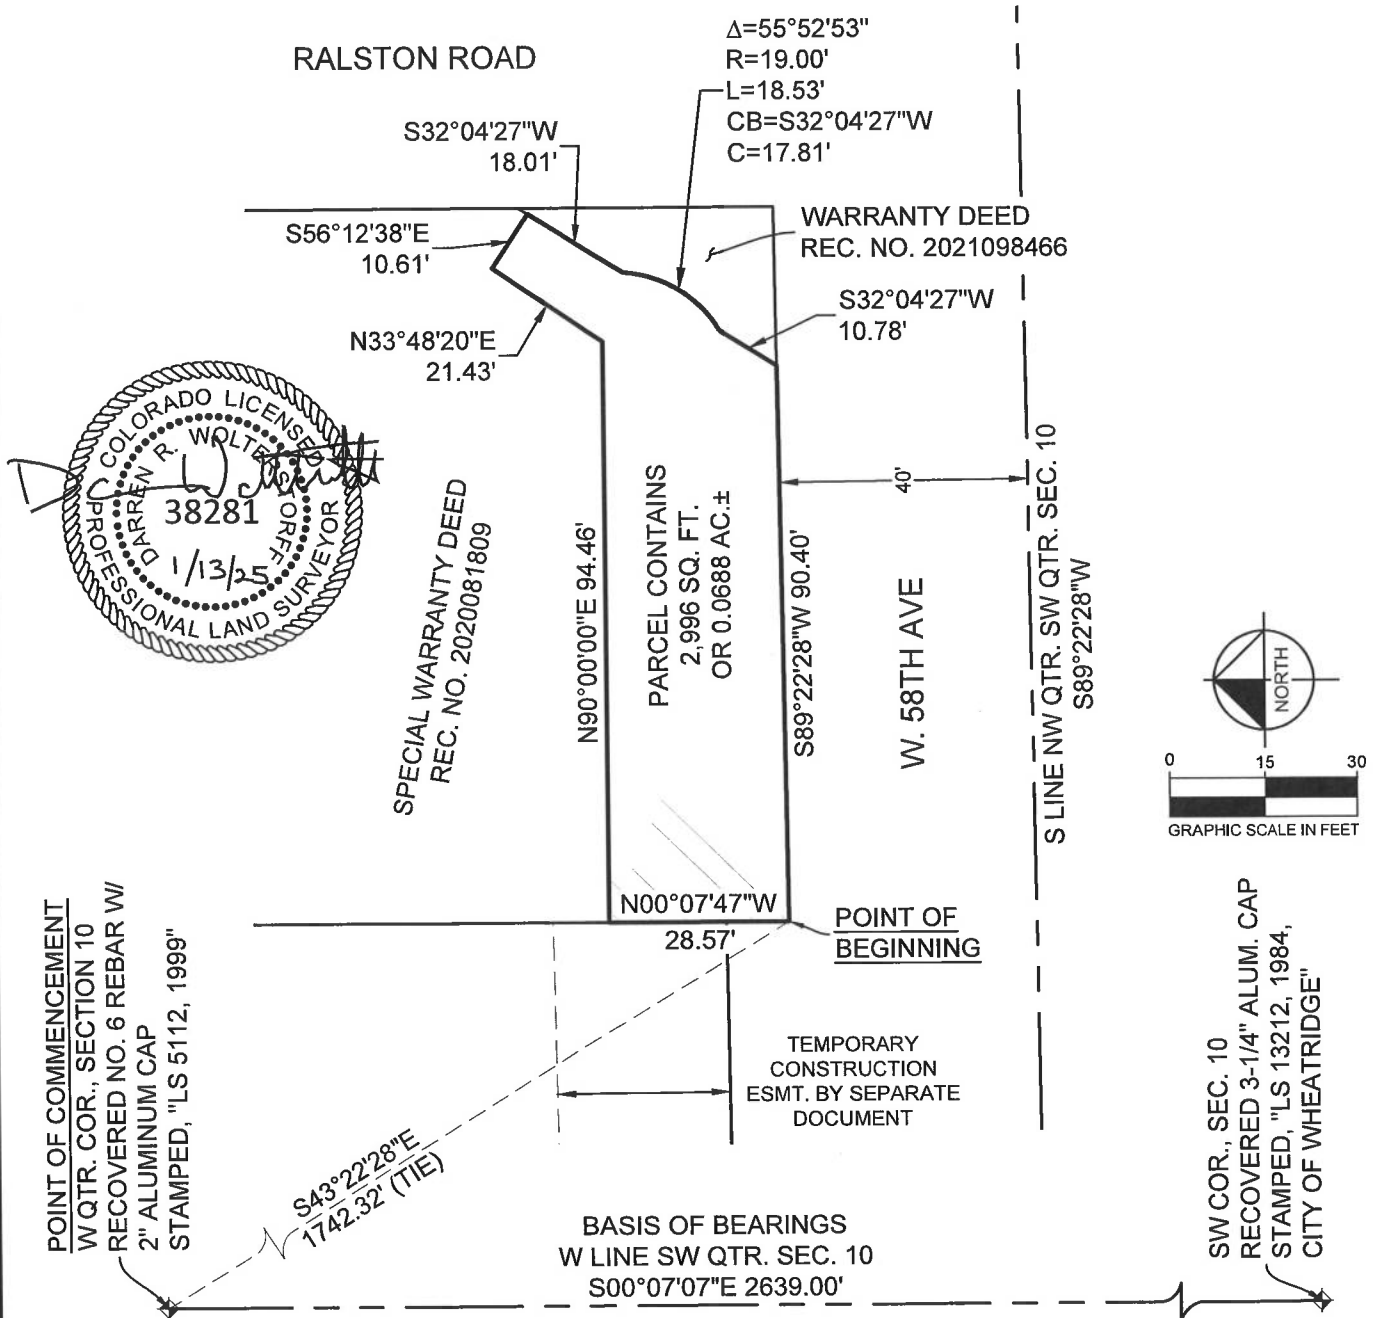 RALSTON ROAD
Δ=55°52'53"
R=19.00'
L=18.53'
CB=S32°04'27"W
C=17.81'
S32°04'27"W
18.01'
S56°12'38"E
10.61'
WARRANTY DEED
REC. NO. 2021098466
S32°04'27"W
10.78'
N33°48'20"E
21.43'
COLORADO LICENSED
PROFESSIONAL LAND SURVEYOR
DARREN R. WOLTERSTORFF
38281
1/13/25
SPECIAL WARRANTY DEED
REC. NO. 2020081809
N90°00'00"E 94.46'
PARCEL CONTAINS
2,996 SQ. FT.
OR 0.0688 AC.±
S89°22'28"W 90.40'
40'
W. 58TH AVE
S LINE NW QTR. SW QTR. SEC. 10
S89°22'28"W
NORTH
0 15 30
GRAPHIC SCALE IN FEET
N00°07'47"W
28.57'
POINT OF
BEGINNING
TEMPORARY
CONSTRUCTION
ESMT. BY SEPARATE
DOCUMENT
POINT OF COMMENCEMENT
W QTR. COR., SECTION 10
RECOVERED NO. 6 REBAR W/
2" ALUMINUM CAP
STAMPED, "LS 5112, 1999"
S43°22'28"E
1742.32' (TIE)
BASIS OF BEARINGS
W LINE SW QTR. SEC. 10
S00°07'07"E 2639.00'
SW COR., SEC. 10
RECOVERED 3-1/4" ALUM. CAP
STAMPED, "LS 13212, 1984,
CITY OF WHEATRIDGE"